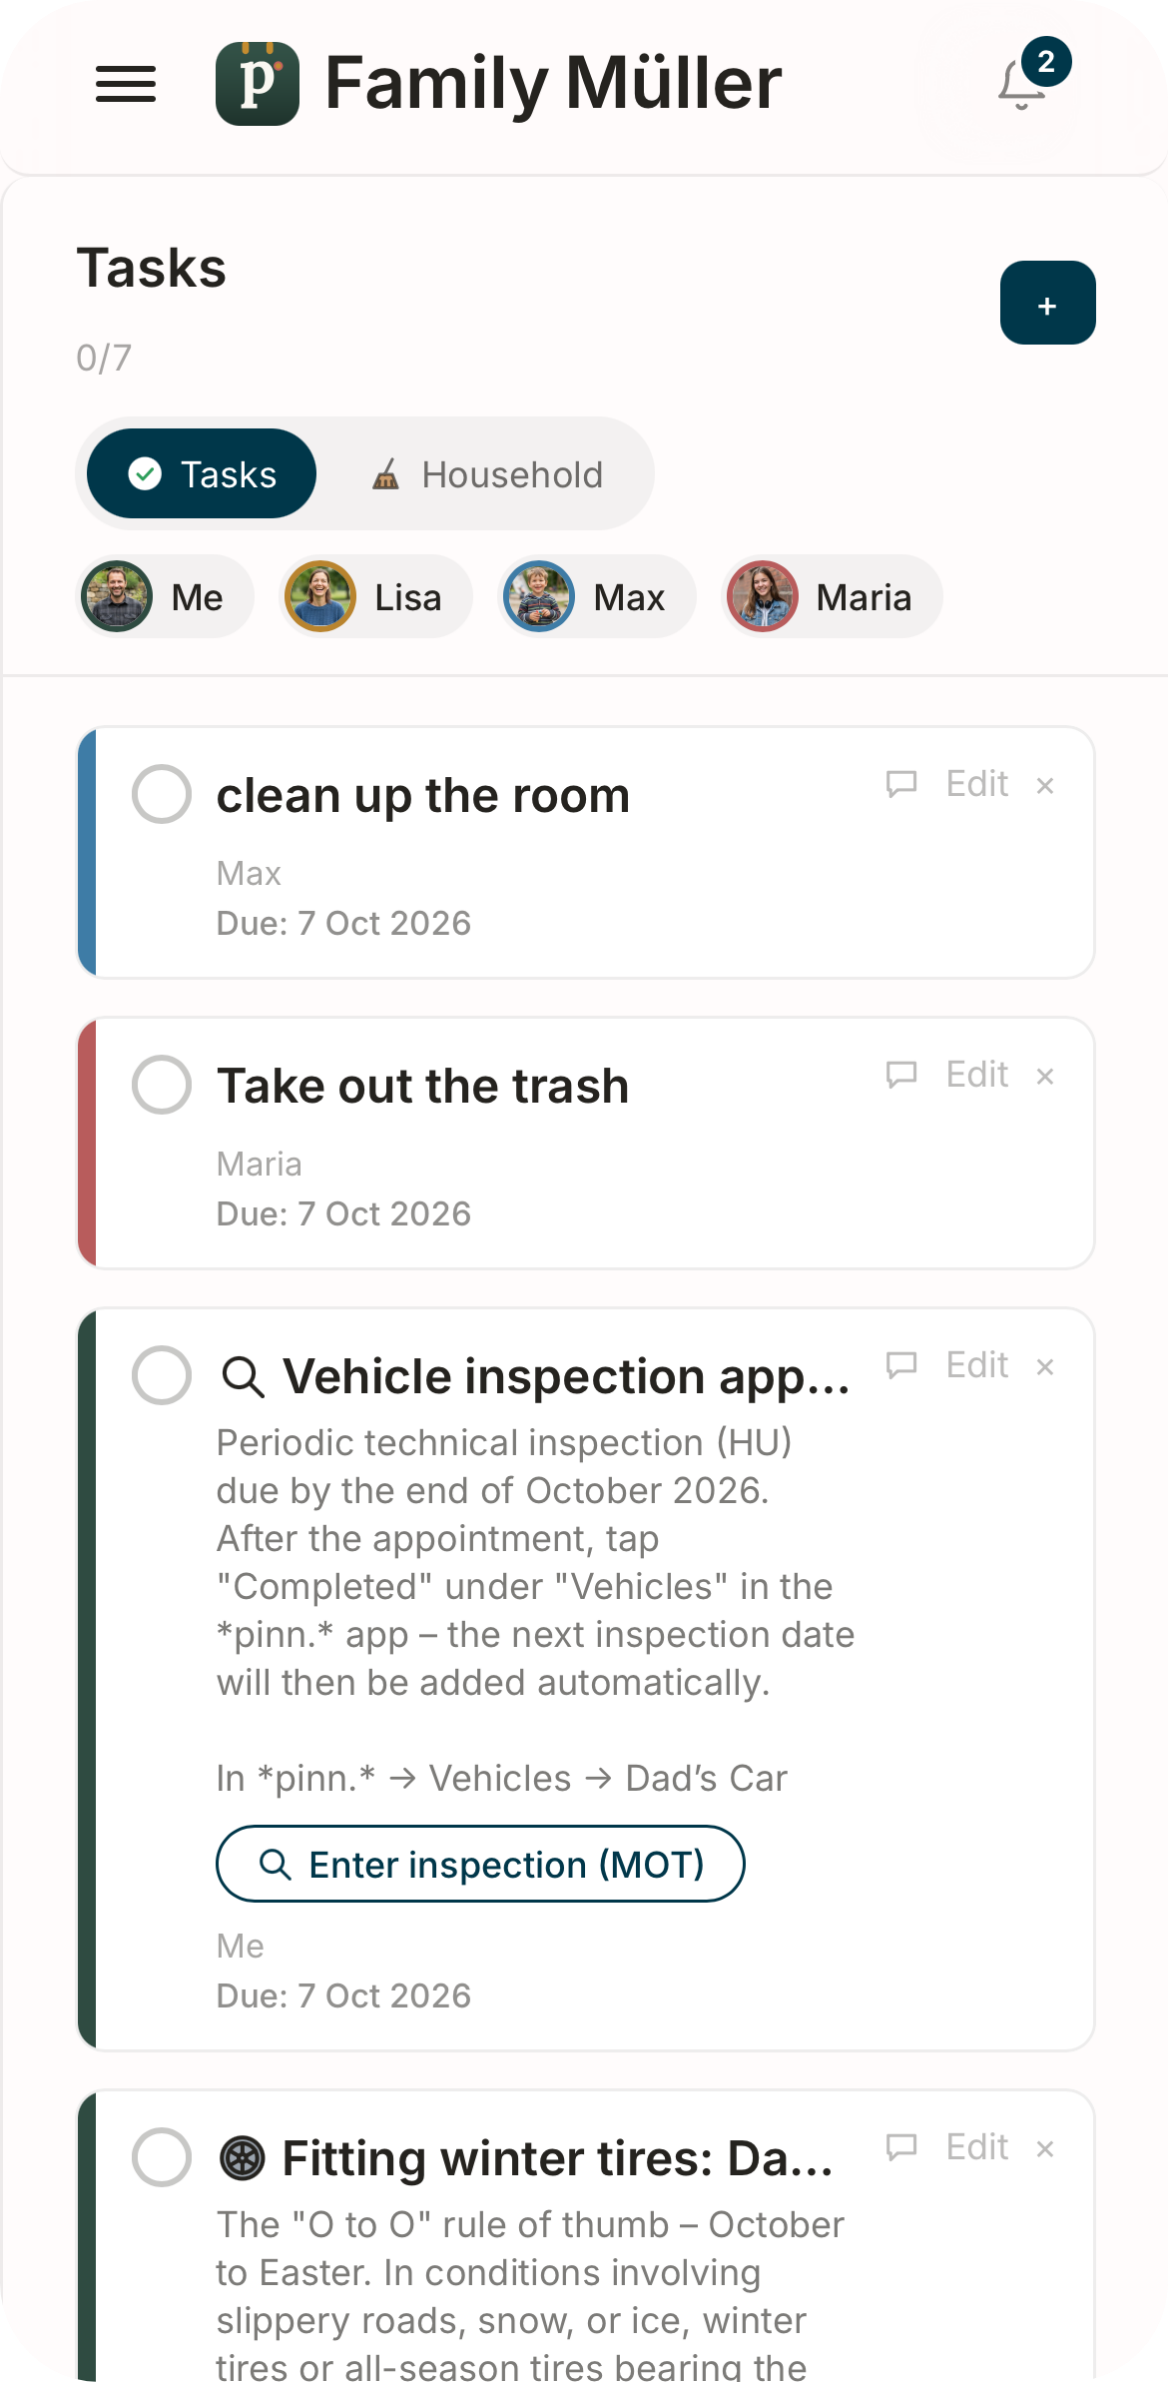 p
Family Müller
2
Tasks
+
0/7
Tasks
Household
Me
Lisa
Max
Maria
clean up the room
Edit ×
Max
Due: 7 Oct 2026
Take out the trash
Edit ×
Maria
Due: 7 Oct 2026
Vehicle inspection app...
Edit ×
Periodic technical inspection (HU)
due by the end of October 2026.
After the appointment, tap
"Completed" under "Vehicles" in the
*pinn.* app – the next inspection date
will then be added automatically.
In *pinn.* → Vehicles → Dad’s Car
Enter inspection (MOT)
Me
Due: 7 Oct 2026
Fitting winter tires: Da...
Edit ×
The "O to O" rule of thumb – October
to Easter. In conditions involving
slippery roads, snow, or ice, winter
tires or all-season tires bearing the